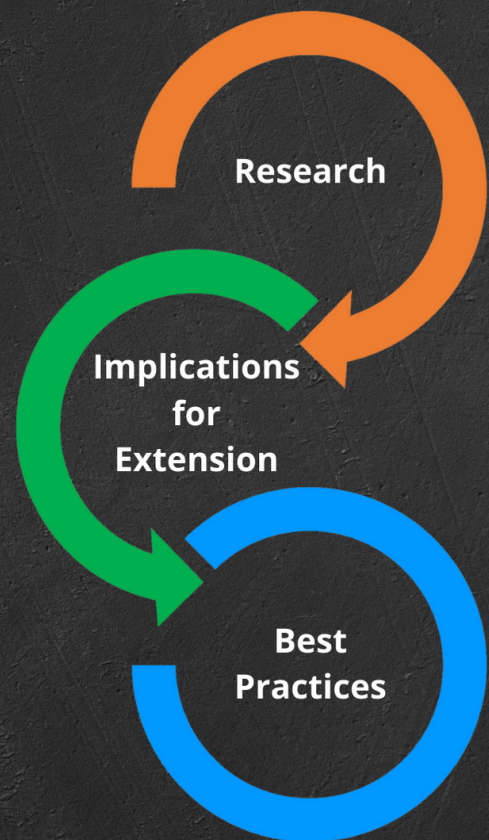 Research
Implications
for
Extension
Best
Practices